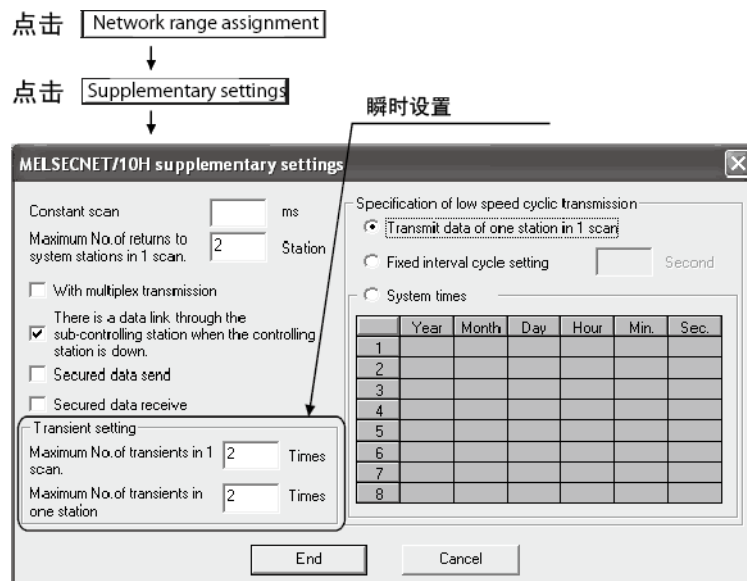 点击 Network range assignment
点击 Supplementary settings
瞬时设置
MELSECNET/10H supplementary settings
Constant scan ms
Maximum No.of returns to
system stations in 1 scan. 2 Station
With multiplex transmission
There is a data link through the
sub-controlling station when the controlling
station is down.
Secured data send
Secured data receive
Transient setting
Maximum No.of transients in 1
scan. 2 Times
Maximum No.of transients in
one station 2 Times
Specification of low speed cyclic transmission
Transmit data of one station in 1 scan
Fixed interval cycle setting Second
System times
Year Month Day Hour Min. Sec.
1
2
3
4
5
6
7
8
End Cancel